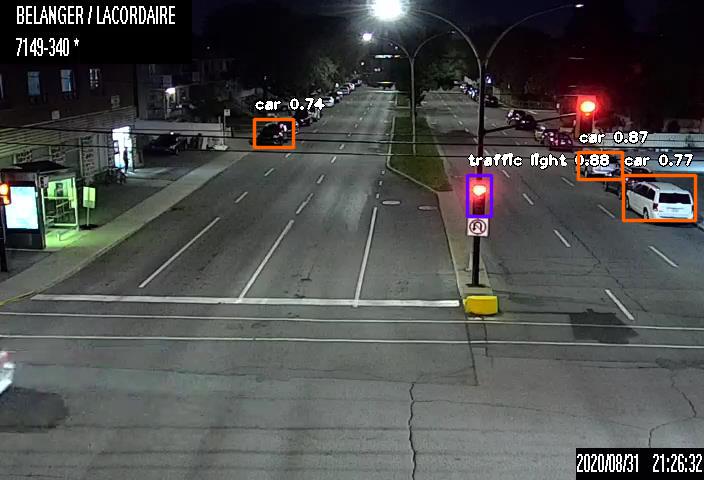 BELANGER / LACORDAIRE
7149-340 *
car 0.74
car 0.87
traffic light 0.88
car 0.77
2020/08/31 21:26:32